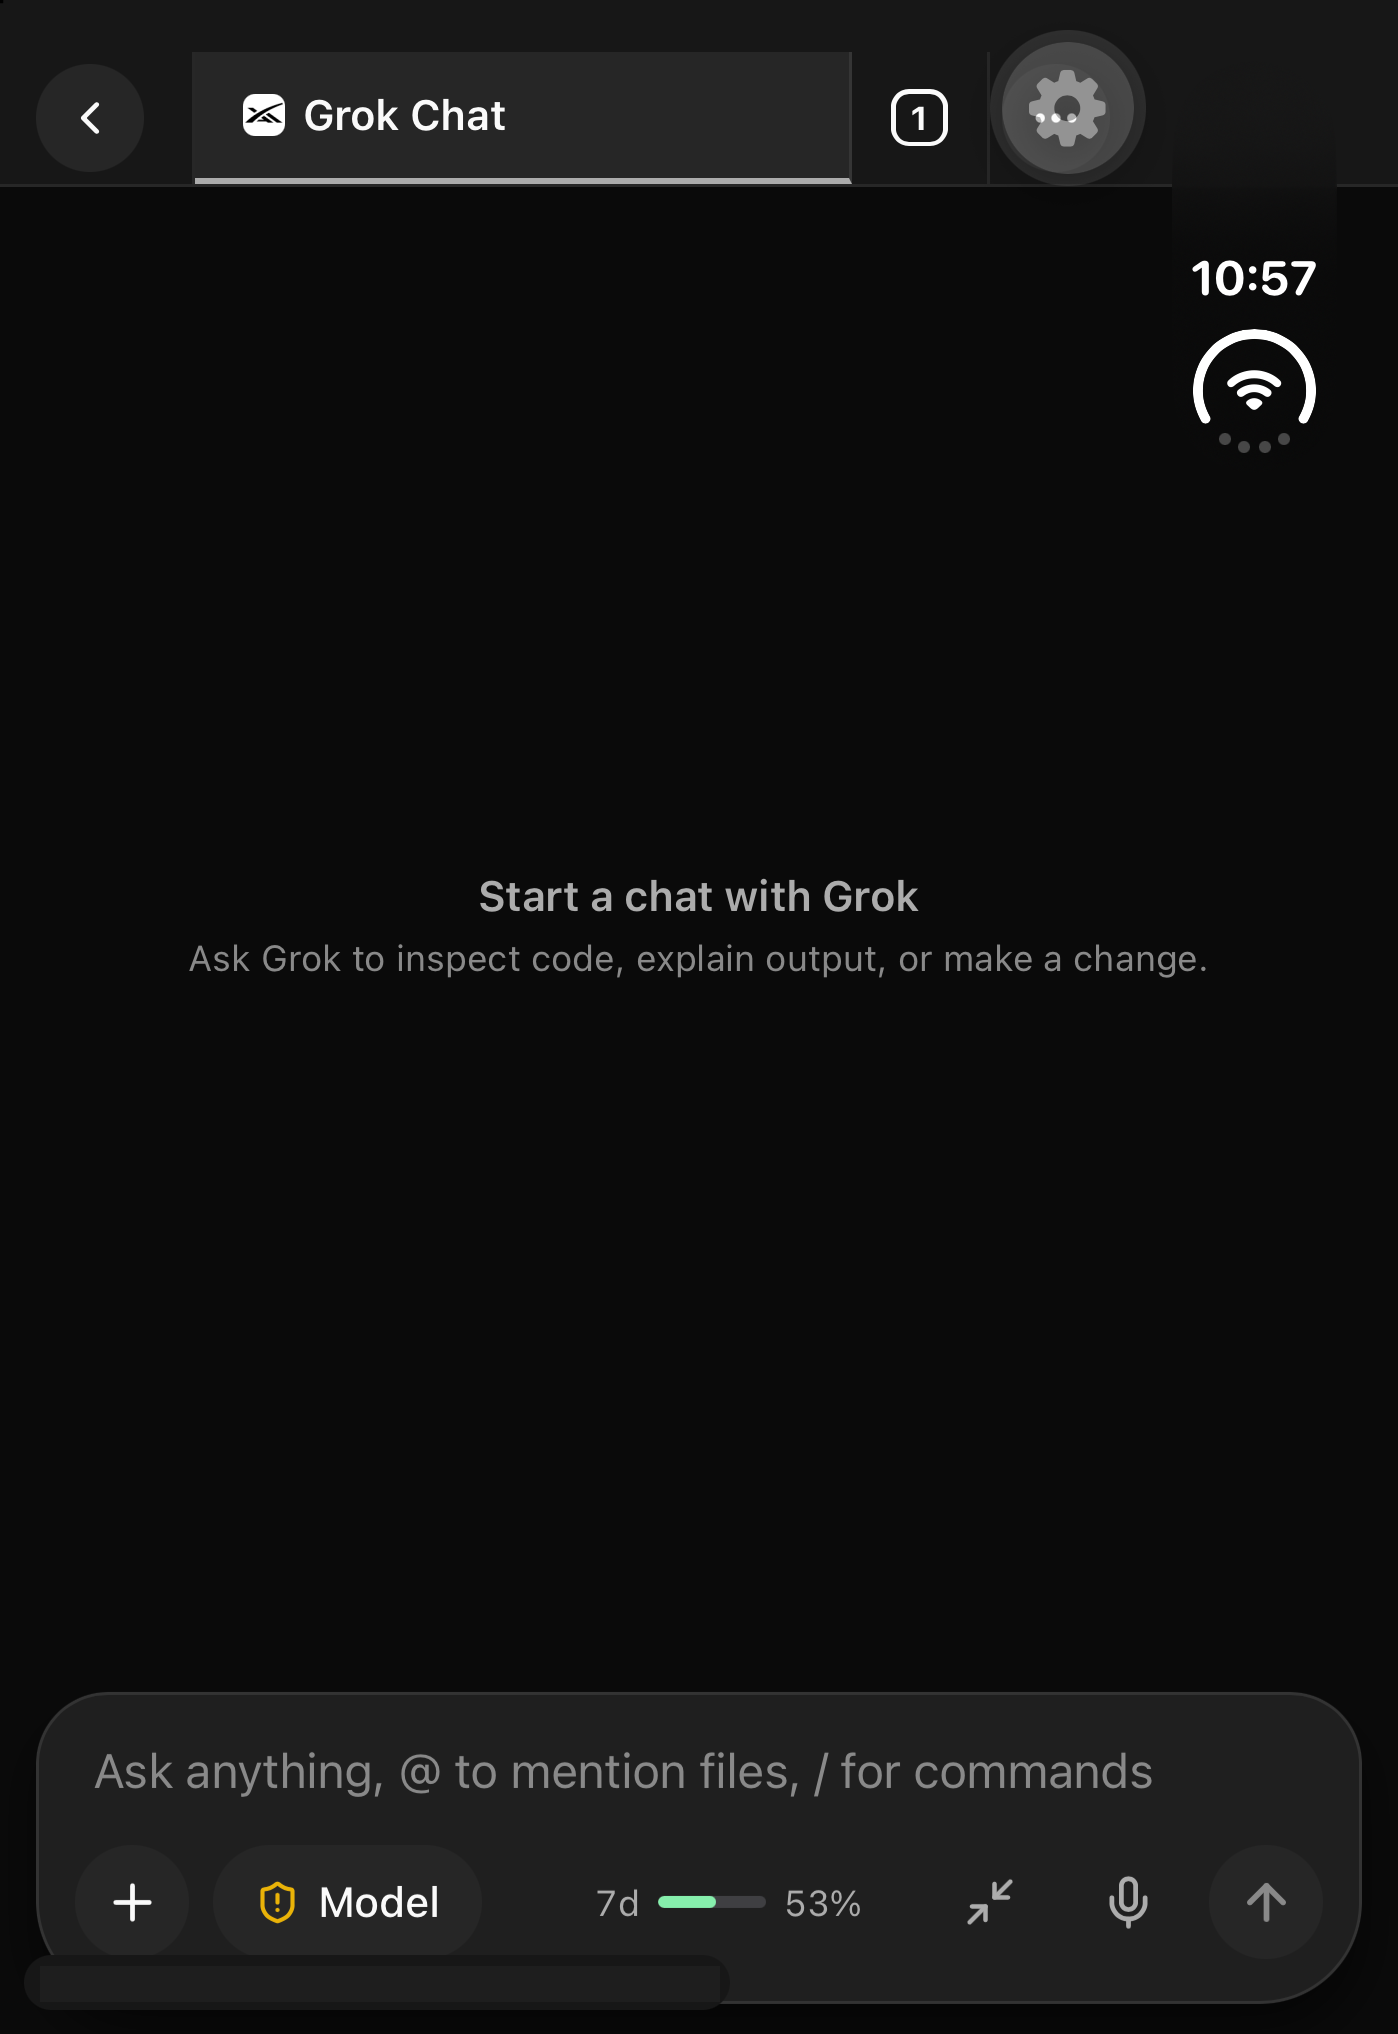 Grok Chat
1
10:57
Start a chat with Grok
Ask Grok to inspect code, explain output, or make a change.
Ask anything, @ to mention files, / for commands
Model
7d
53%